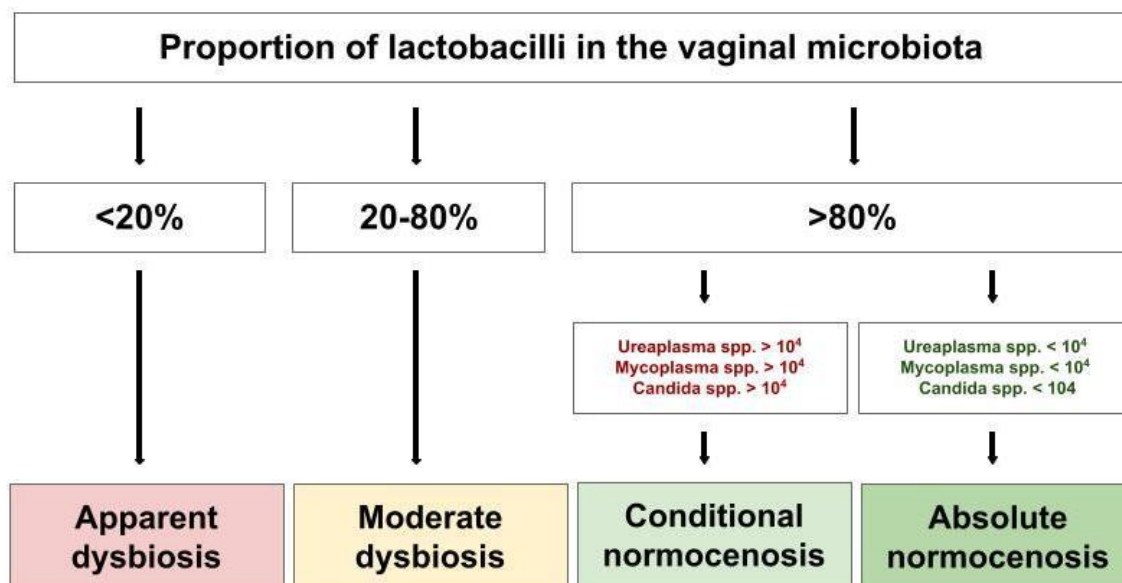 Proportion of lactobacilli in the vaginal microbiota
<20%
20-80%
>80%
Ureaplasma spp. > 10⁴
Mycoplasma spp. > 10⁴
Candida spp. > 10⁴
Ureaplasma spp. < 10⁴
Mycoplasma spp. < 10⁴
Candida spp. < 104
Apparent
dysbiosis
Moderate
dysbiosis
Conditional
normocenosis
Absolute
normocenosis